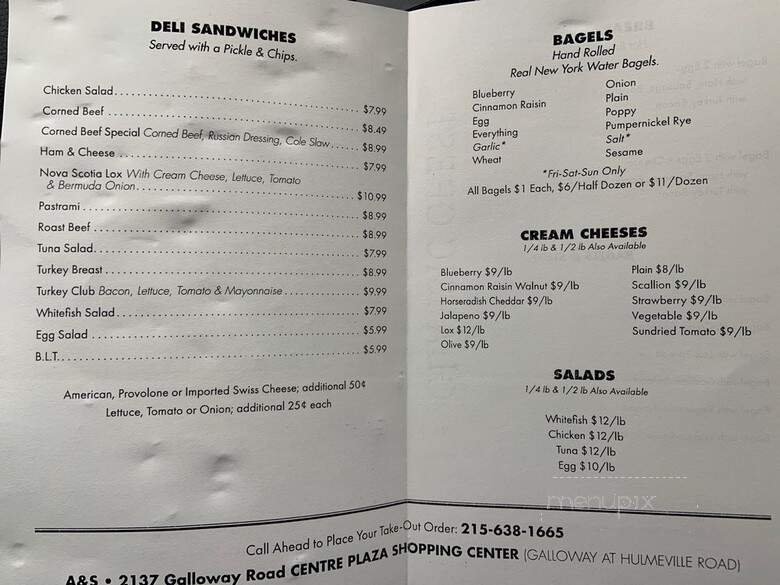 DELI SANDWICHES
Served with a Pickle & Chips.
Chicken Salad $7.99
Corned Beef $8.49
Corned Beef Special Corned Beef, Russian Dressing, Cole Slaw $8.99
Ham & Cheese $7.99
Nova Scotia Lox With Cream Cheese, Lettuce, Tomato
& Bermuda Onion $10.99
Pastrami $8.99
Roast Beef $8.99
Tuna Salad $7.99
Turkey Breast $8.99
Turkey Club Bacon, Lettuce, Tomato & Mayonnaise $9.99
Whitefish Salad $7.99
Egg Salad $5.99
B.L.T. $5.99
American, Provolone or Imported Swiss Cheese; additional 50¢
Lettuce, Tomato or Onion; additional 25¢ each
BAGELS
Hand Rolled
Real New York Water Bagels.
Blueberry
Cinnamon Raisin
Egg
Everything
Garlic*
Wheat
Onion
Plain
Poppy
Pumpernickel Rye
Salt*
Sesame
*Fri-Sat-Sun Only
All Bagels $1 Each, $6/Half Dozen or $11/Dozen
CREAM CHEESES
1/4 lb & 1/2 lb Also Available
Blueberry $9/lb
Cinnamon Raisin Walnut $9/lb
Horseradish Cheddar $9/lb
Jalapeno $9/lb
Lox $12/lb
Olive $9/lb
Plain $8/lb
Scallion $9/lb
Strawberry $9/lb
Vegetable $9/lb
Sundried Tomato $9/lb
SALADS
1/4 lb & 1/2 lb Also Available
Whitefish $12/lb
Chicken $12/lb
Tuna $12/lb
Egg $10/lb
menupix
Call Ahead to Place Your Take-Out Order: 215-638-1665
A&S • 2137 Galloway Road CENTRE PLAZA SHOPPING CENTER (GALLOWAY AT HULMEVILLE ROAD)